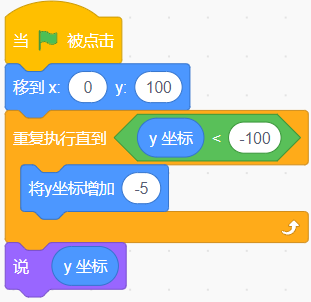 当 被点击
移到 x: 0 y: 100
重复执行直到 y 坐标 < -100
将y坐标增加 -5
说 y 坐标